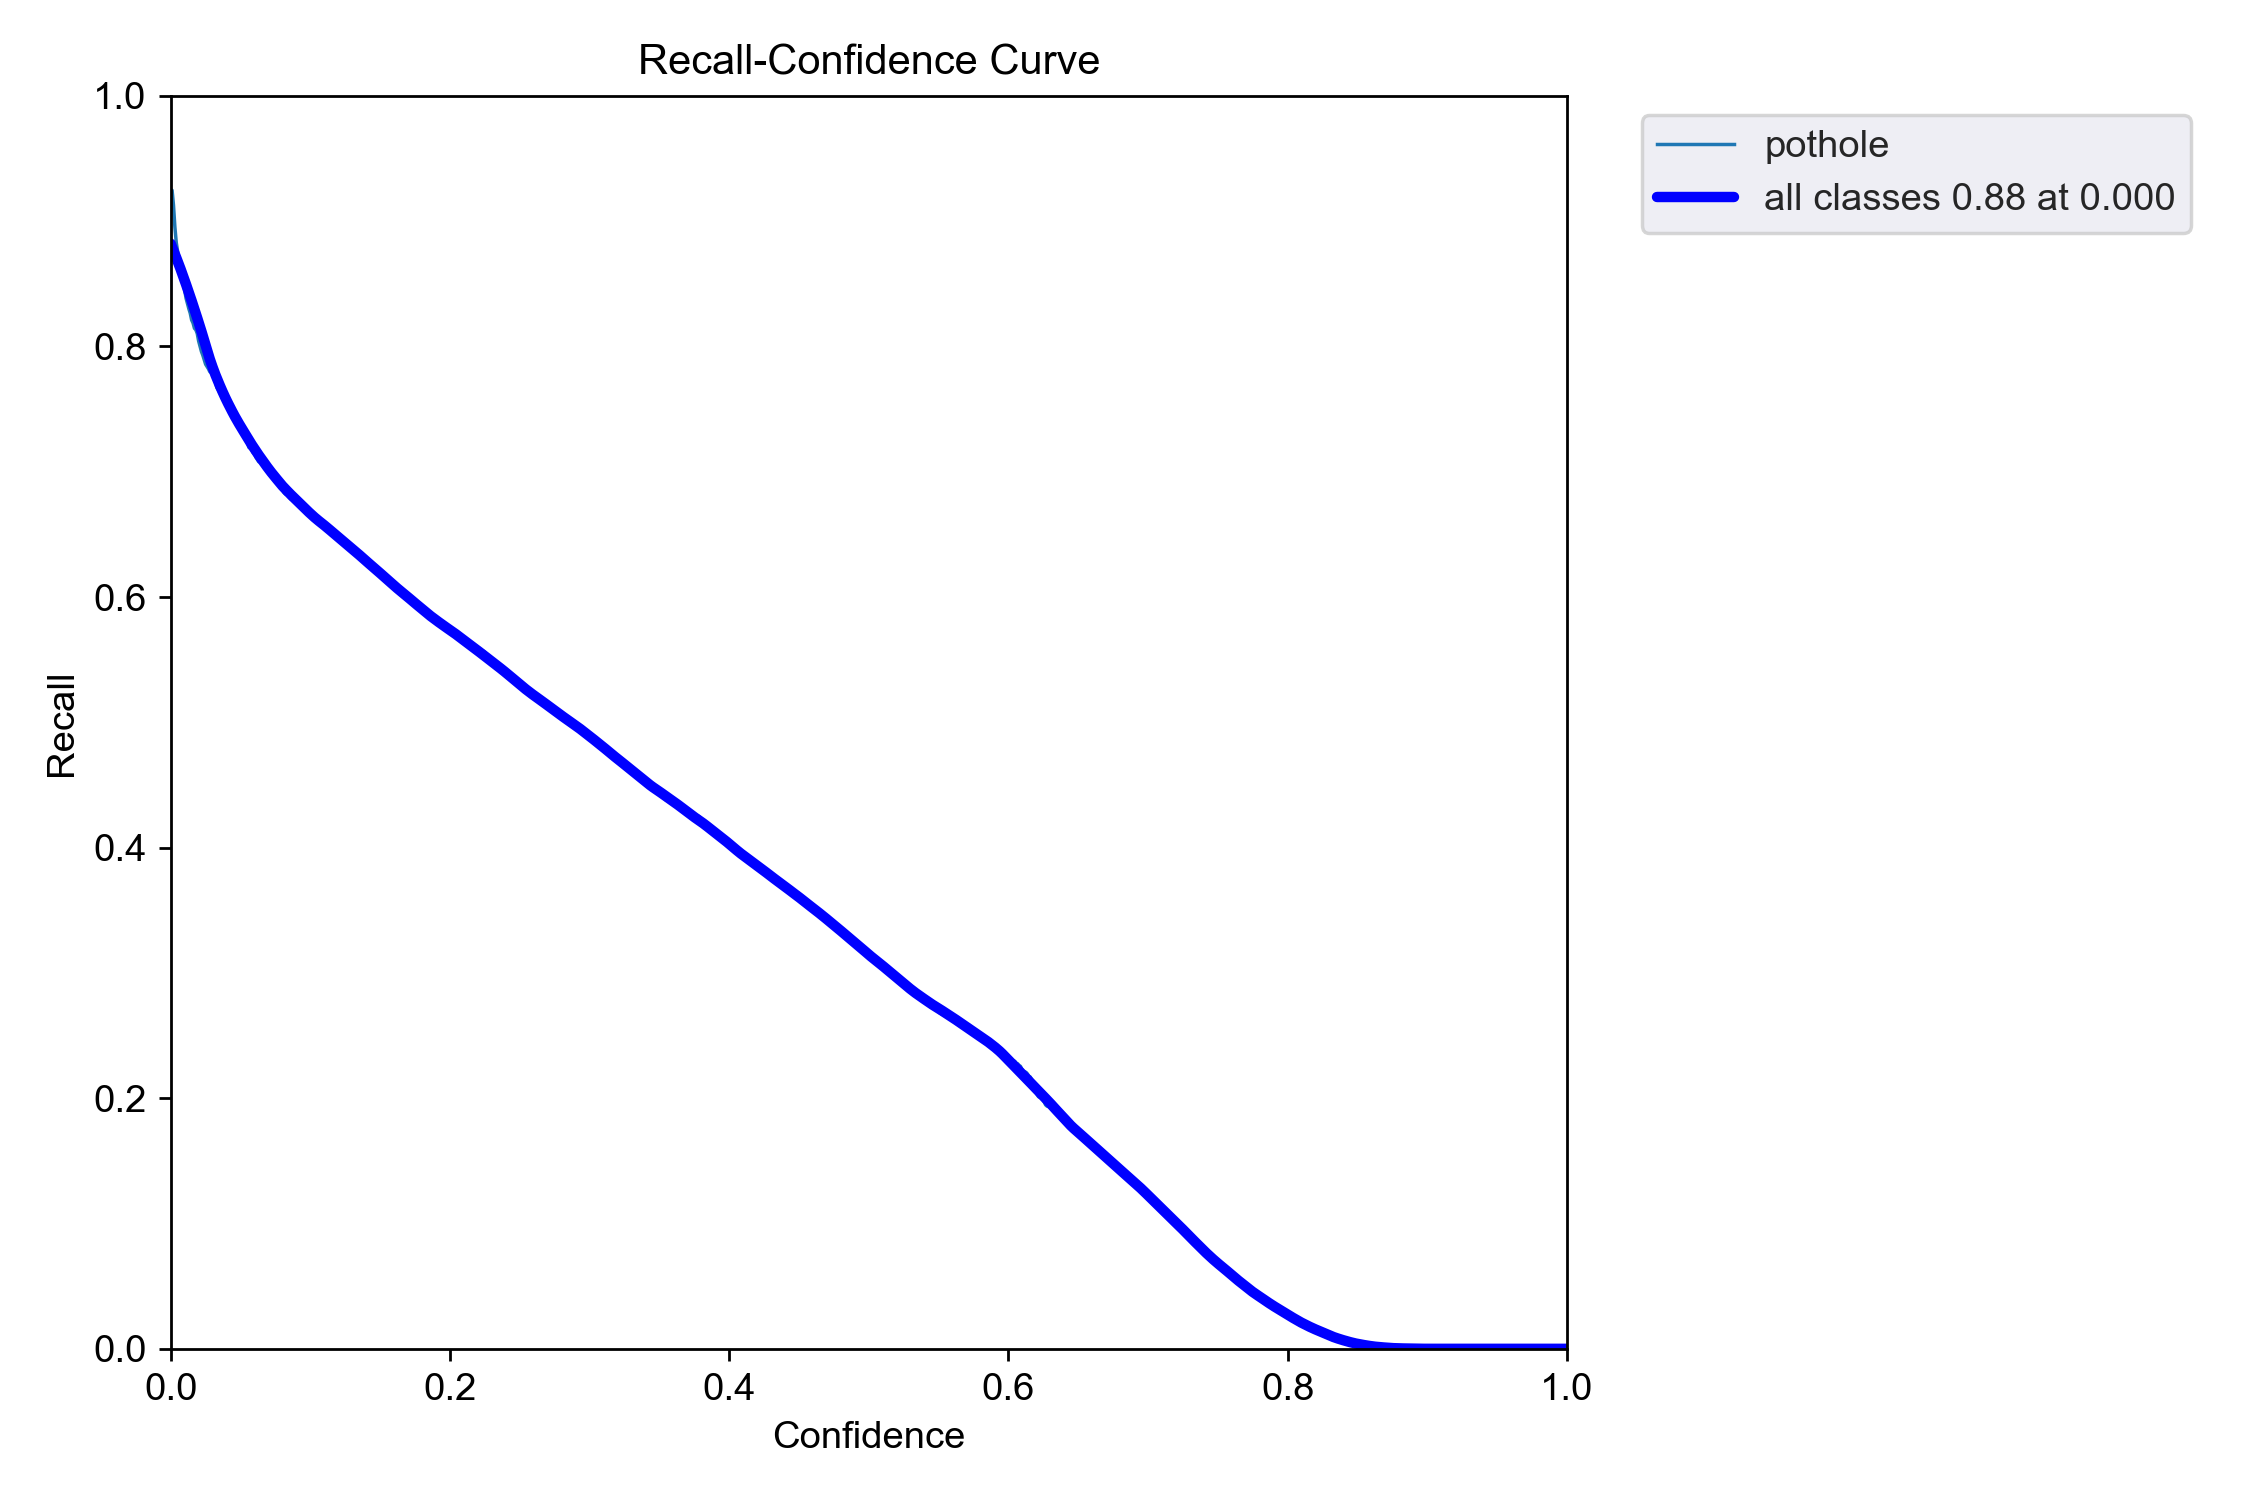 Recall-Confidence Curve
1.0
0.8
0.6
0.4
0.2
0.0
Recall
0.0 0.2 0.4 0.6 0.8 1.0
Confidence
pothole
all classes 0.88 at 0.000